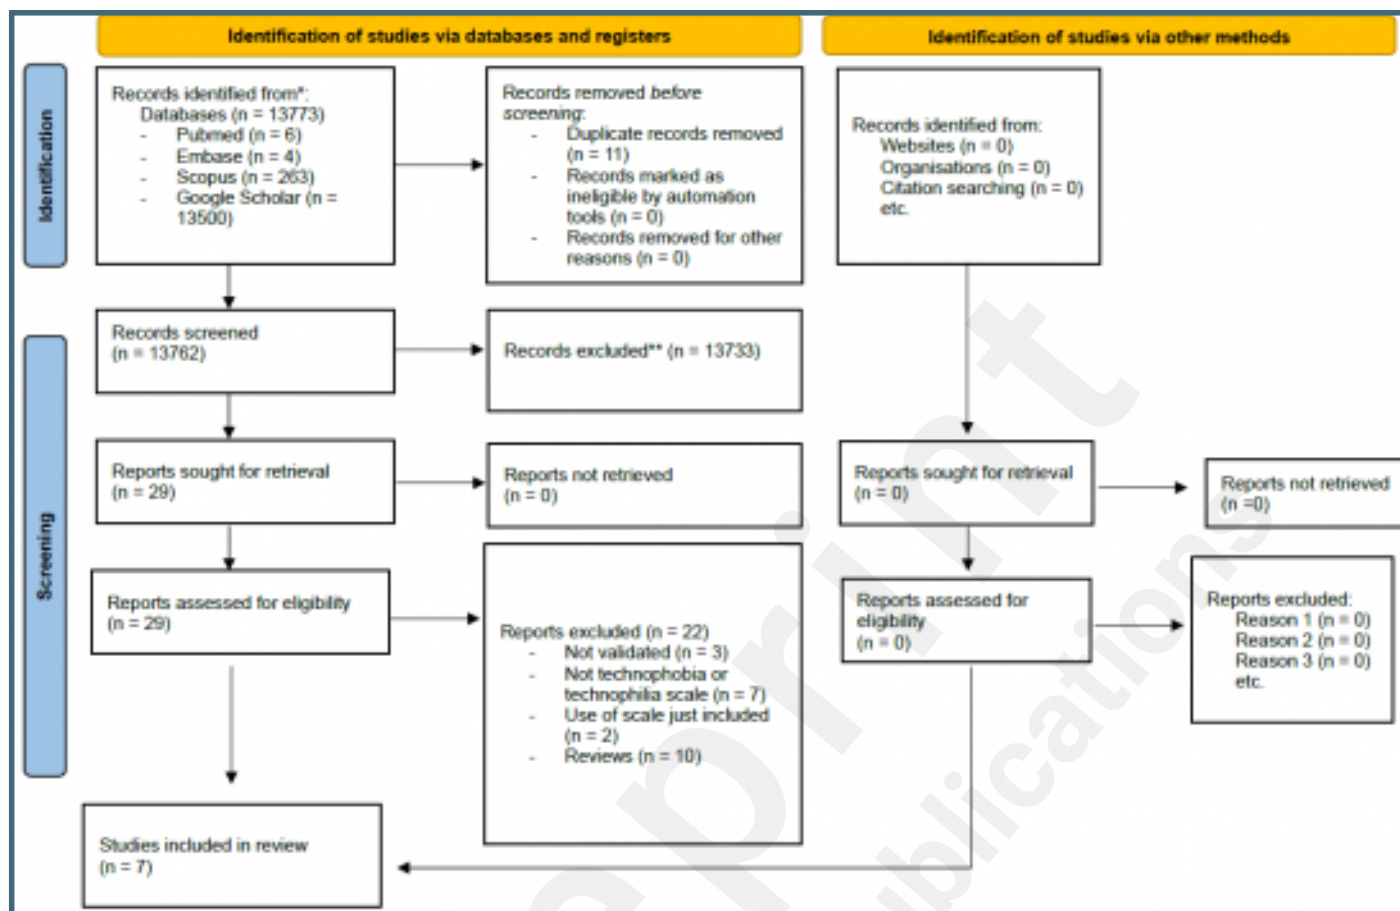 Identification of studies via databases and registers
Identification of studies via other methods
Identification
Records identified from*:
Databases (n = 13773)
- Pubmed (n = 6)
- Embase (n = 4)
- Scopus (n = 263)
- Google Scholar (n =
13500)
Records removed before
screening:
- Duplicate records removed
(n = 11)
- Records marked as
ineligible by automation
tools (n = 0)
- Records removed for other
reasons (n = 0)
Records identified from:
Websites (n = 0)
Organisations (n = 0)
Citation searching (n = 0)
etc.
Screening
Records screened
(n = 13762)
Records excluded** (n = 13733)
Reports sought for retrieval
(n = 29)
Reports not retrieved
(n = 0)
Reports sought for retrieval
(n = 0)
Reports not retrieved
(n =0)
Reports assessed for eligibility
(n = 29)
Reports excluded (n = 22)
- Not validated (n = 3)
- Not technophobia or
technophilia scale (n = 7)
- Use of scale just included
(n = 2)
- Reviews (n = 10)
Reports assessed for
eligibility
(n = 0)
Reports excluded:
Reason 1 (n = 0)
Reason 2 (n = 0)
Reason 3 (n = 0)
etc.
Studies included in review
(n = 7)
eprint
ublications